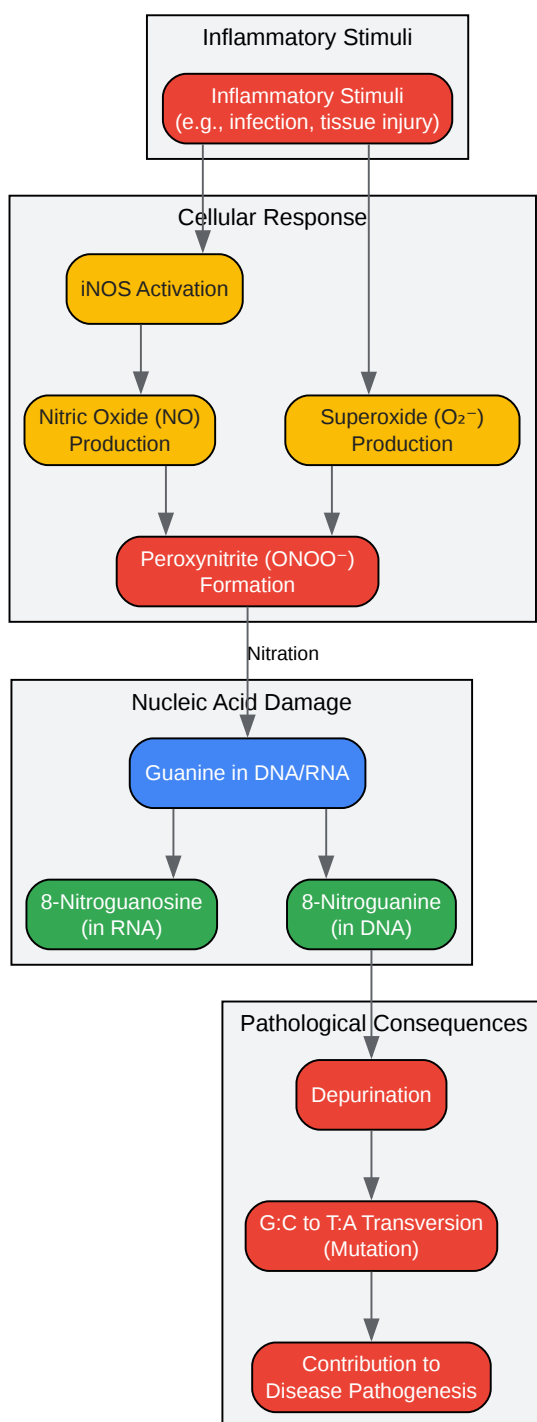 Inflammatory Stimuli
Inflammatory Stimuli
(e.g., infection, tissue injury)
Cellular Response
iNOS Activation
Nitric Oxide (NO)
Production
Superoxide (O₂⁻)
Production
Peroxynitrite (ONOO⁻)
Formation
Nitration
Nucleic Acid Damage
Guanine in DNA/RNA
8-Nitroguanosine
(in RNA)
8-Nitroguanine
(in DNA)
Pathological Consequences
Depurination
G:C to T:A Transversion
(Mutation)
Contribution to
Disease Pathogenesis